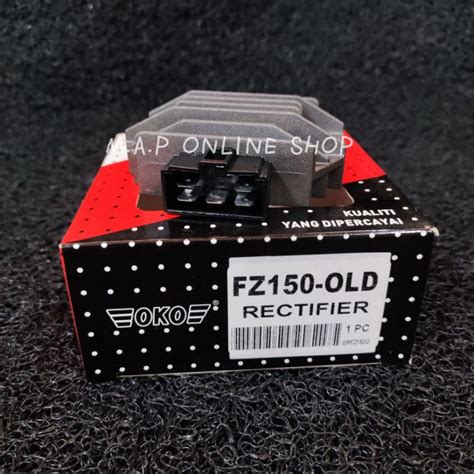 M.A.P ONLINE SHOP
KUALITI
YANG DIPERCAYAI
OKO®
FZ150-OLD
RECTIFIER
1 PC